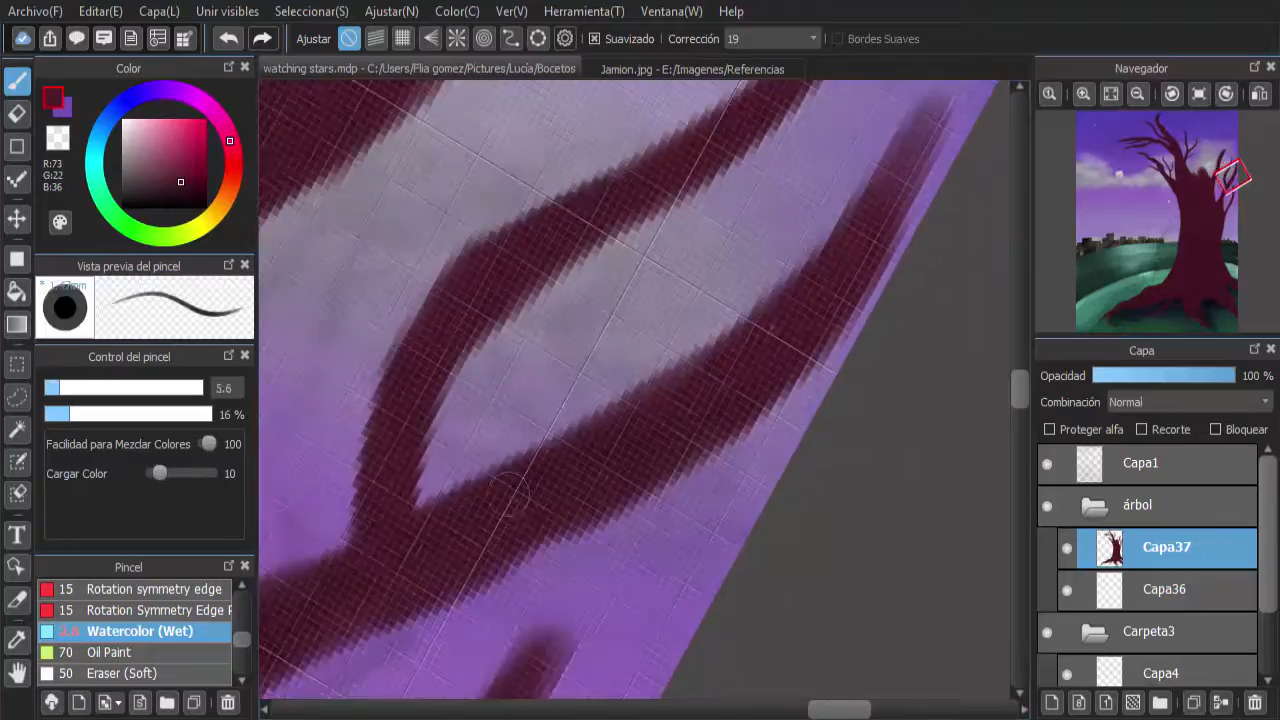 Archivo(F) Editar(E) Capa(L) Unir visibles Seleccionar(S) Ajustar(N) Color(C) Ver(V) Herramienta(T) Ventana(W) Help
Ajustar Suavizado Corrección 19 Bordes Suaves
Color
watching stars.mdp - C:/Users/Flia gomez/Pictures/Lucía/Bocetos
Jamion.jpg - E:/Imagenes/Referencias
Navegador
R:73
G:22
B:36
Vista previa del pincel
Control del pincel
5.6
16 %
Facilidad para Mezclar Colores 100
Cargar Color 10
Pincel
15 Rotation symmetry edge
15 Rotation Symmetry Edge
Watercolor (Wet)
70 Oil Paint
50 Eraser (Soft)
Capa
Opacidad 100 %
Combinación Normal
Proteger alfa Recorte Bloquear
Capa1
árbol
Capa37
Capa36
Carpeta3
Capa4